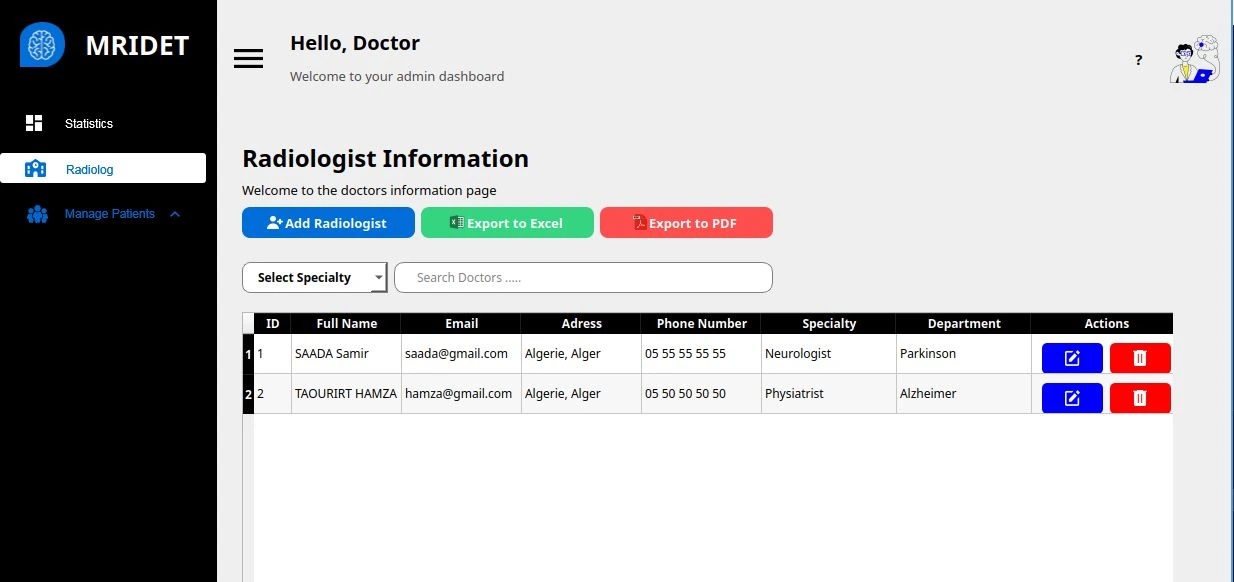 MRIDET
Hello, Doctor
Welcome to your admin dashboard
?
Statistics
Radiolog
Manage Patients
Radiologist Information
Welcome to the doctors information page
Add Radiologist Export to Excel Export to PDF
Select Specialty Search Doctors .....
ID Full Name Email Adress Phone Number Specialty Department Actions
1 1 SAADA Samir saada@gmail.com Algerie, Alger 05 55 55 55 55 Neurologist Parkinson
2 2 TAOURIRT HAMZA hamza@gmail.com Algerie, Alger 05 50 50 50 50 Physiatrist Alzheimer